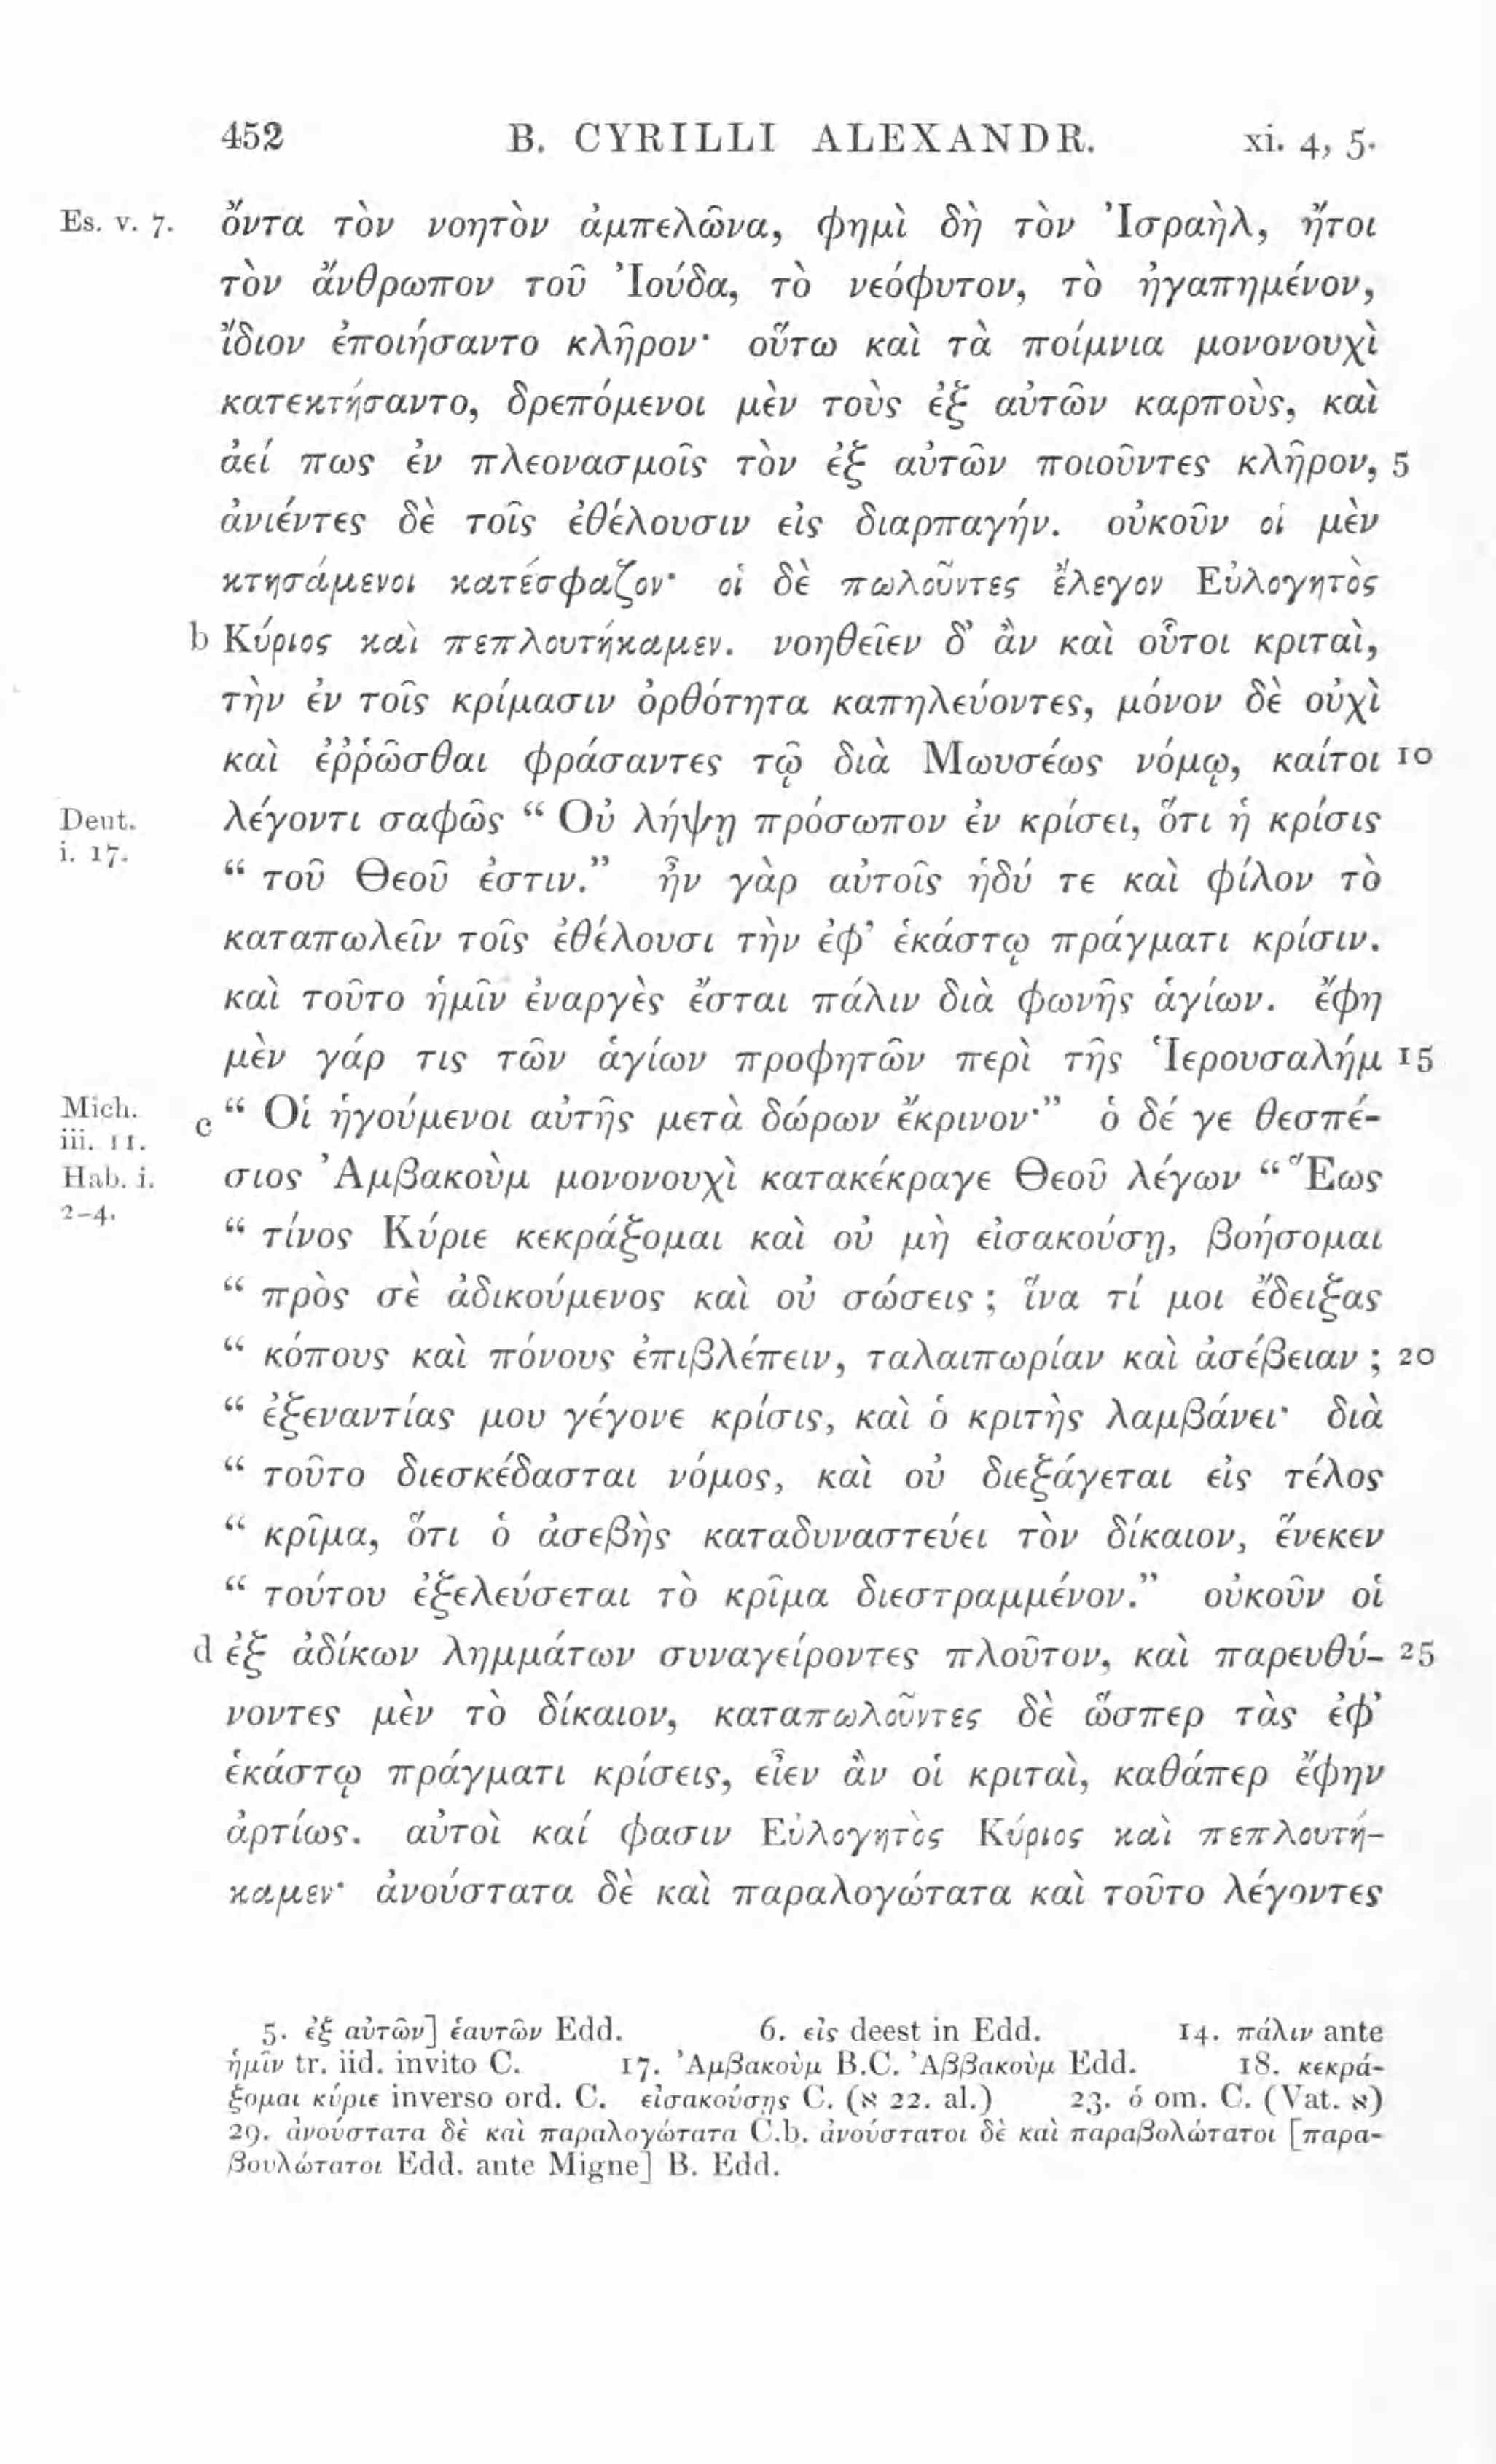 452 B. CYRILLI ALEXANDR. xi. 4, 5.
Es. v. 7. ὄντα τὸν νοητὸν ἀμπελῶνα, φημὶ δὴ τὸν Ἰσραὴλ, ἤτοι
τὸν ἄνθρωπον τοῦ Ἰούδα, τὸ νεόφυτον, τὸ ἠγαπημένον,
ἴδιον ἐποιήσαντο κλῆρον· οὕτω καὶ τὰ ποίμνια μονονουχὶ
κατεκτήσαντο, δρεπόμενοι μὲν τοὺς ἐξ αὐτῶν καρποὺς, καὶ
ἀεί πως ἐν πλεονασμοῖς τὸν ἐξ αὐτῶν ποιοῦντες κλῆρον, 5
ἀνιέντες δὲ τοῖς ἐθέλουσιν εἰς διαρπαγήν. οὐκοῦν οἱ μὲν
κτησάμενοι κατέσφαζον· οἱ δὲ πωλοῦντες ἔλεγον Εὐλογητὸς
b Κύριος καὶ πεπλουτήκαμεν. νοηθεῖεν δ’ ἂν καὶ οὗτοι κριταὶ,
τὴν ἐν τοῖς κρίμασιν ὀρθότητα καπηλεύοντες, μόνον δὲ οὐχὶ
καὶ ἐῤῥῶσθαι φράσαντες τῷ διὰ Μωυσέως νόμῳ, καίτοι 10
Deut. λέγοντι σαφῶς “ Οὐ λήψῃ πρόσωπον ἐν κρίσει, ὅτι ἡ κρίσις
i. 17. “ τοῦ Θεοῦ ἐστιν.” ἦν γὰρ αὐτοῖς ἡδύ τε καὶ φίλον τὸ
καταπωλεῖν τοῖς ἐθέλουσι τὴν ἐφ’ ἑκάστῳ πράγματι κρίσιν.
καὶ τοῦτο ἡμῖν ἐναργὲς ἔσται πάλιν διὰ φωνῆς ἁγίων. ἔφη
μὲν γάρ τις τῶν ἁγίων προφητῶν περὶ τῆς Ἱερουσαλήμ 15
Mich. iii. 11. c “ Οἱ ἡγούμενοι αὐτῆς μετὰ δώρων ἔκρινον·” ὁ δέ γε θεσπέ-
Hab. i. σιος Ἀμβακοὺμ μονονουχὶ κατακέκραγε Θεοῦ λέγων “ Ἕως
2-4. “ τίνος Κύριε κεκράξομαι καὶ οὐ μὴ εἰσακούσῃ, βοήσομαι
“ πρὸς σὲ ἀδικούμενος καὶ οὐ σώσεις ; ἵνα τί μοι ἔδειξας
“ κόπους καὶ πόνους ἐπιβλέπειν, ταλαιπωρίαν καὶ ἀσέβειαν ; 20
“ ἐξεναντίας μου γέγονε κρίσις, καὶ ὁ κριτὴς λαμβάνει· διὰ
“ τοῦτο διεσκέδασται νόμος, καὶ οὐ διεξάγεται εἰς τέλος
“ κρῖμα, ὅτι ὁ ἀσεβὴς καταδυναστεύει τὸν δίκαιον, ἕνεκεν
“ τούτου ἐξελεύσεται τὸ κρῖμα διεστραμμένον.” οὐκοῦν οἱ
d ἐξ ἀδίκων λημμάτων συναγείροντες πλοῦτον, καὶ παρευθύ- 25
νοντες μὲν τὸ δίκαιον, καταπωλοῦντες δὲ ὥσπερ τὰς ἐφ’
ἑκάστῳ πράγματι κρίσεις, εἶεν ἂν οἱ κριταὶ, καθάπερ ἔφην
ἀρτίως. αὐτοὶ καί φασιν Εὐλογητὸς Κύριος καὶ πεπλουτή-
καμεν· ἀνούστατα δὲ καὶ παραλογώτατα καὶ τοῦτο λέγοντες
5. ἐξ αὐτῶν] ἑαυτῶν Edd. 6. εἰς deest in Edd. 14. πάλιν ante
ἡμῖν tr. iid. invito C. 17. Ἀμβακοὺμ B.C. Ἀββακοὺμ Edd. 18. κεκρά-
ξομαι κύριε inverso ord. C. εἰσακούσης C. (א 22. al.) 23. ὁ om. C. (Vat. א)
29. ἀνούστατα δὲ καὶ παραλογώτατα C.b. ἀνούστατοι δὲ καὶ παραβολώτατοι [παρα-
βουλώτατοι Edd. ante Migne] B. Edd.